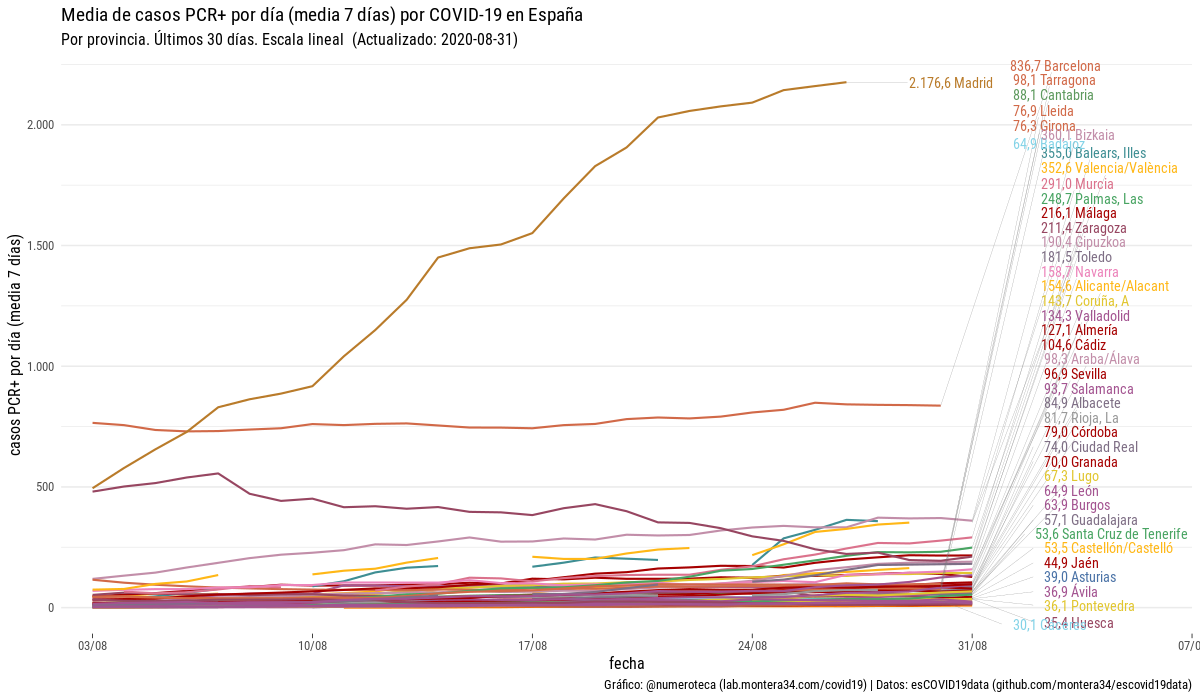 Media de casos PCR+ por día (media 7 días) por COVID-19 en España
Por provincia. Últimos 30 días. Escala lineal (Actualizado: 2020-08-31)
casos PCR+ por día (media 7 días)
2.000
1.500
1.000
500
0
2.176,6 Madrid
836,7 Barcelona
98,1 Tarragona
88,1 Cantabria
76,9 Lleida
76,3 Girona
360,1 Bizkaia
64,9 Badajoz
355,0 Balears, Illes
352,6 Valencia/València
291,0 Murcia
248,7 Palmas, Las
216,1 Málaga
211,4 Zaragoza
190,4 Gipuzkoa
181,5 Toledo
158,7 Navarra
154,6 Alicante/Alacant
143,7 Coruña, A
134,3 Valladolid
127,1 Almería
104,6 Cádiz
98,3 Araba/Álava
96,9 Sevilla
93,7 Salamanca
84,9 Albacete
81,7 Rioja, La
79,0 Córdoba
74,0 Ciudad Real
70,0 Granada
67,3 Lugo
64,9 León
63,9 Burgos
57,1 Guadalajara
53,6 Santa Cruz de Tenerife
53,5 Castellón/Castelló
44,9 Jaén
39,0 Asturias
36,9 Ávila
36,1 Pontevedra
35,4 Huesca
30,1 Cáceres
03/08
10/08
17/08
24/08
31/08
07/0
fecha
Gráfico: @numeroteca (lab.montera34.com/covid19) | Datos: esCOVID19data (github.com/montera34/escovid19data)